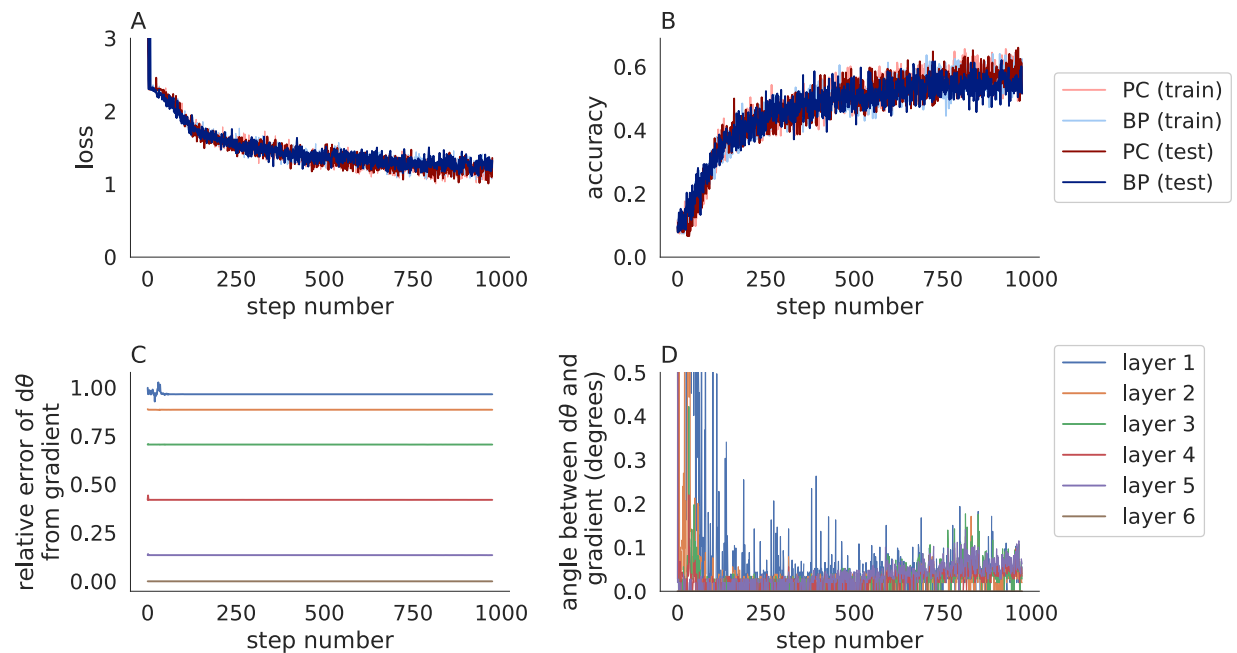 A
3
2
1
0
loss
0 250 500 750 1000
step number
B
0.6
0.4
0.2
0.0
accuracy
0 250 500 750 1000
step number
PC (train)
BP (train)
PC (test)
BP (test)
C
1.00
0.75
0.50
0.25
0.00
relative error of dθ
from gradient
0 250 500 750 1000
step number
D
0.5
0.4
0.3
0.2
0.1
0.0
angle between dθ and
gradient (degrees)
0 250 500 750 1000
step number
layer 1
layer 2
layer 3
layer 4
layer 5
layer 6